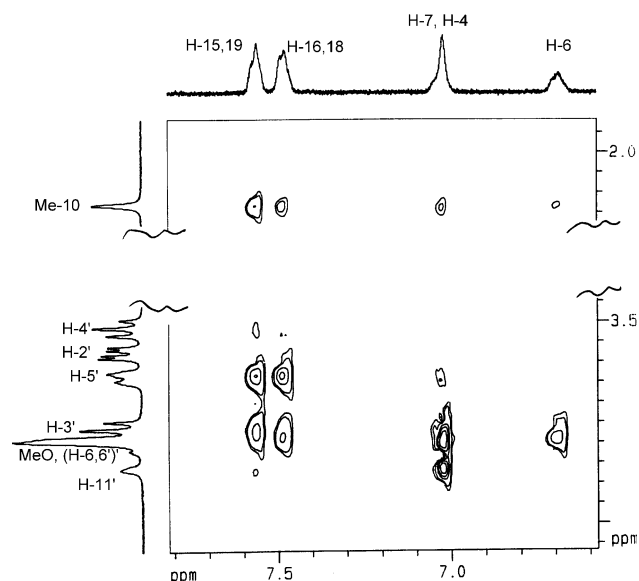 H-7, H-4
H-15,19
H-16,18
H-6
2.0
Me-10
3.5
H-4'
H-2'
H-5'
H-3'
MeO, (H-6,6')'
H-11'
ppm
ppm
7.5
7.0